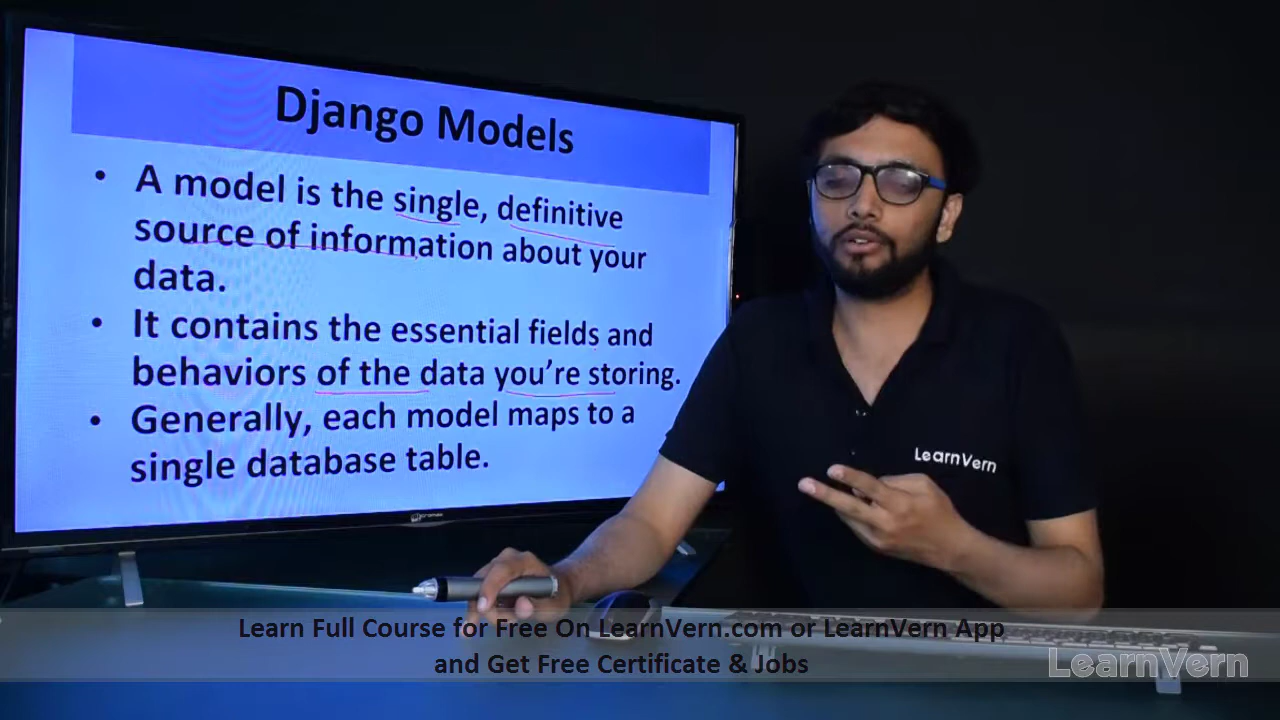 Django Models
• A model is the single, definitive
source of information about your
data.
• It contains the essential fields and
behaviors of the data you're storing.
• Generally, each model maps to a
single database table.
LearnVern
Learn Full Course for Free On LearnVern.com or LearnVern App
and Get Free Certificate & Jobs
LearnVern